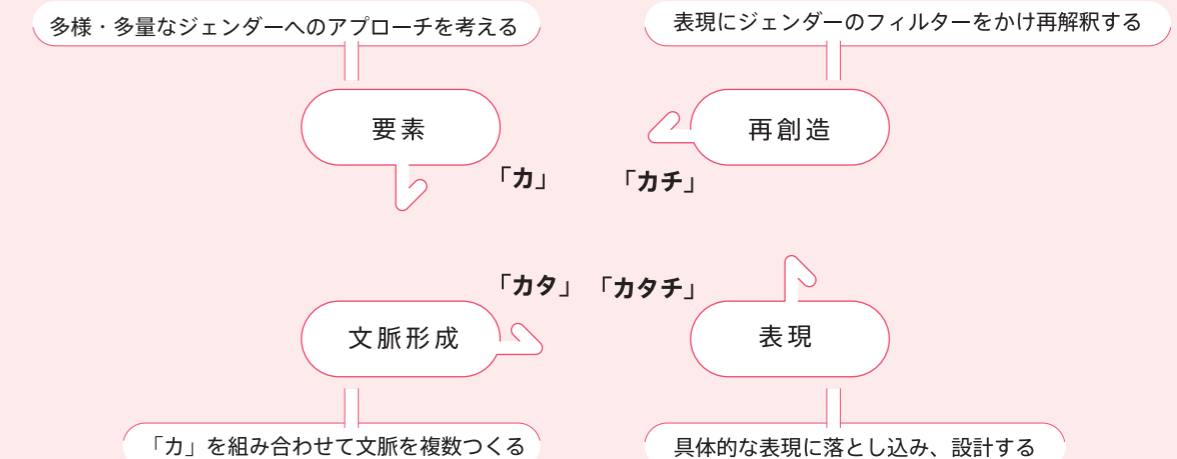 多様・多量なジェンダーへのアプローチを考える
表現にジェンダーのフィルターをかけ再解釈する
要素
再創造
「カ」
「カチ」
「カタ」
「カタチ」
文脈形成
表現
「カ」を組み合わせて文脈を複数つくる
具体的な表現に落とし込み、設計する